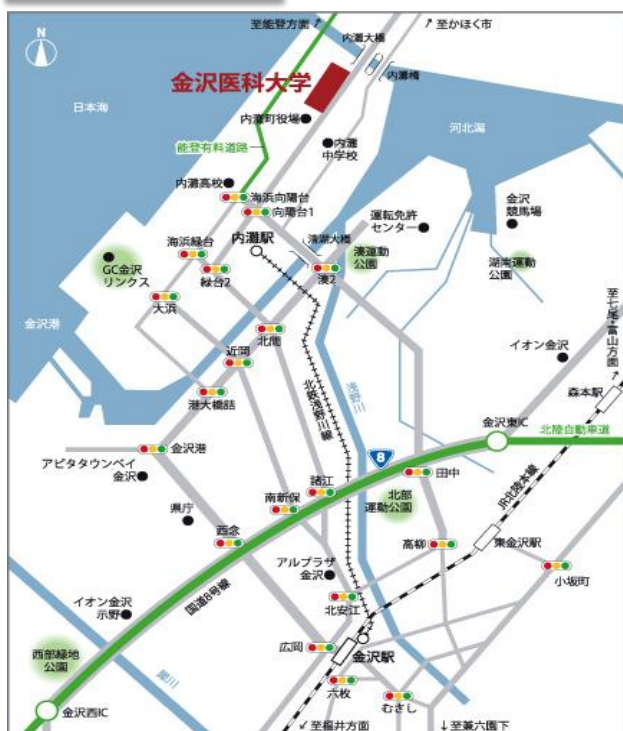 至能登方面
至かほく市
内灘大橋
N
金沢医科大学
内灘橋
日本海
内灘町役場
河北潟
能登有料道路
内灘
中学校
内灘高校
海浜向陽台
向陽台1
金沢
競馬場
運転免許
センター
内灘駅
清湖大橋
海浜緑台
湊運動
公園
GC金沢
リンクス
緑台2
湊2
湖南運動
公園
大浜
至七尾・富山方面
金沢港
北間
近岡
イオン金沢
浅野川
北鉄浅野川線
港大橋詰
森本駅
金沢東IC
北陸自動車道
金沢港
8
アピタタウンベイ
金沢
田中
諸江
JR北陸本線
南新保
北部
運動公園
県庁
西念
高柳
東金沢駅
アルプラザ
金沢
小坂町
国道8号線
北安江
イオン金沢
示野
広岡
金沢駅
西部緑地
公園
犀川
六枚
むさし
金沢西IC
至福井方面
至兼六園下